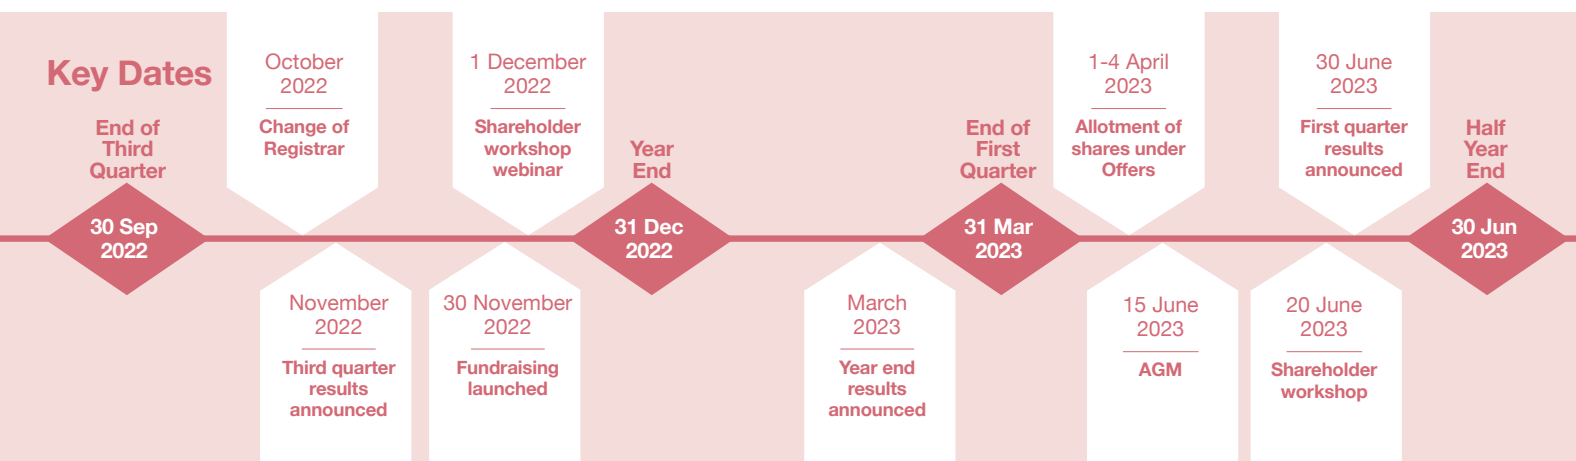 Key Dates
End of
Third
Quarter
30 Sep
2022
October
2022
Change of
Registrar
November
2022
Third quarter
results
announced
30 November
2022
Fundraising
launched
1 December
2022
Shareholder
workshop
webinar
Year
End
31 Dec
2022
March
2023
Year end
results
announced
End of
First
Quarter
31 Mar
2023
1-4 April
2023
Allotment of
shares under
Offers
15 June
2023
AGM
20 June
2023
Shareholder
workshop
30 June
2023
First quarter
results
announced
Half
Year
End
30 Jun
2023